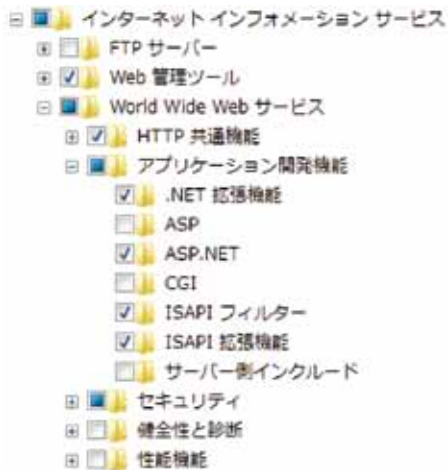 インターネット インフォメーション サービス
FTP サーバー
Web 管理ツール
World Wide Web サービス
HTTP 共通機能
アプリケーション開発機能
.NET 拡張機能
ASP
ASP.NET
CGI
ISAPI フィルター
ISAPI 拡張機能
サーバー側インクルード
セキュリティ
健全性と診断
性能機能